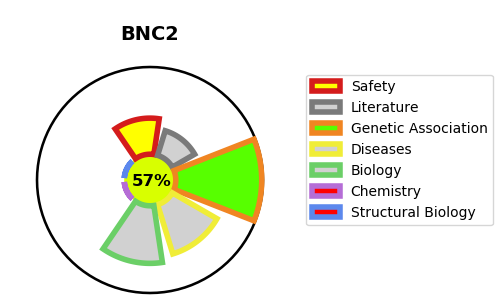 BNC2
57%
Safety
Literature
Genetic Association
Diseases
Biology
Chemistry
Structural Biology